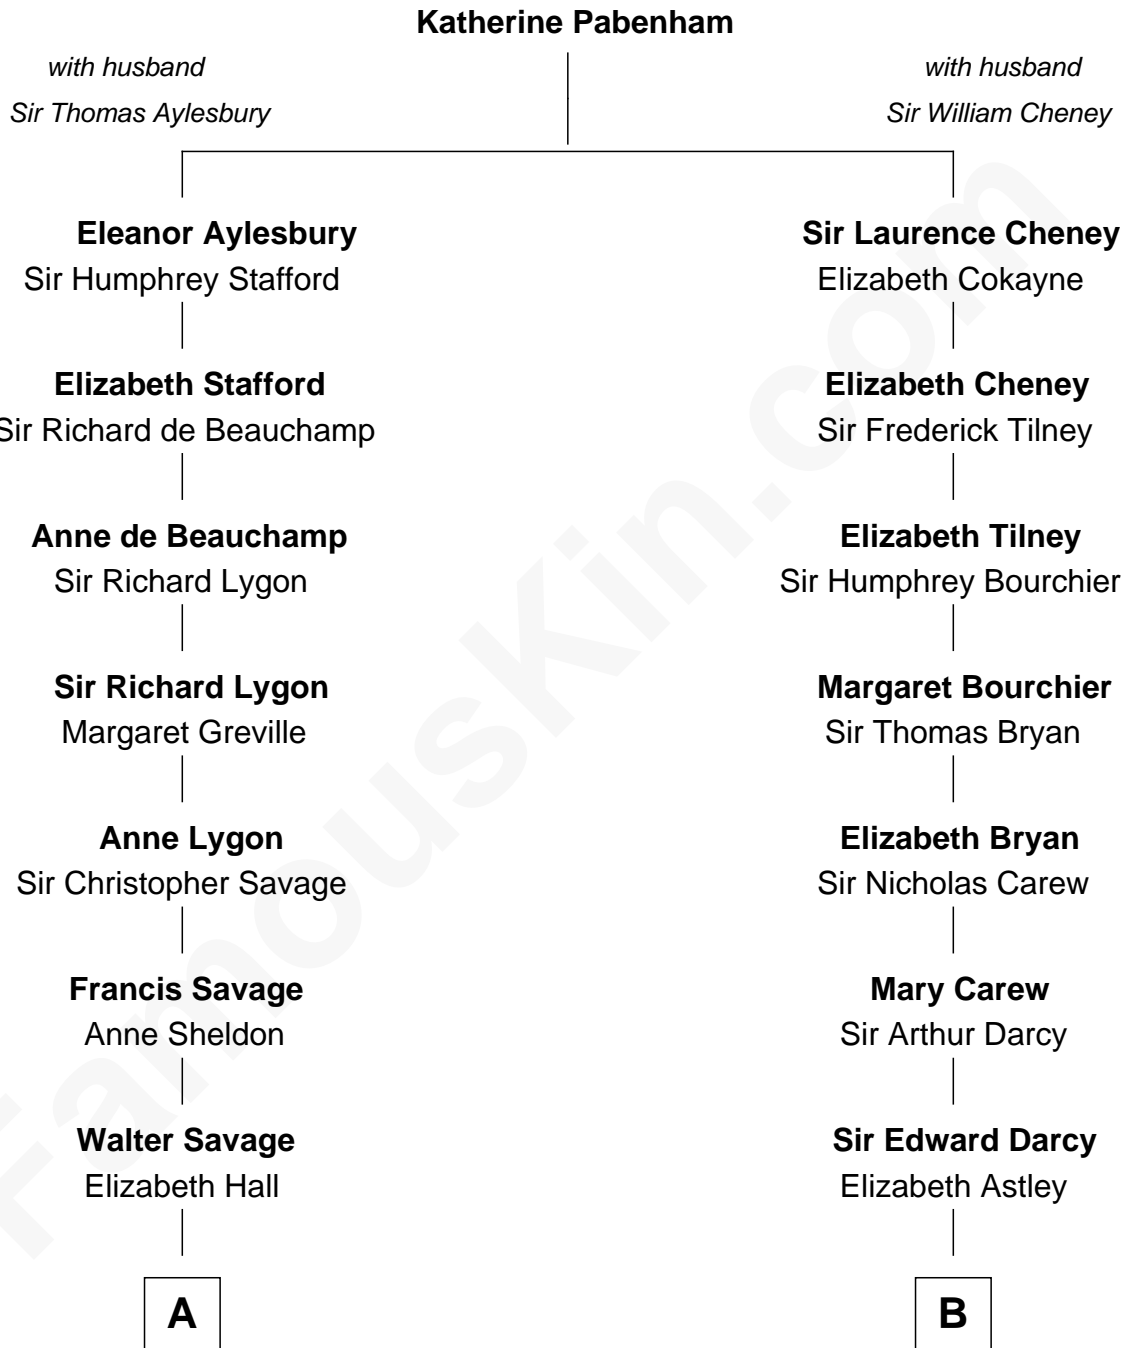 Katherine Pabenham
with husband
Sir Thomas Aylesbury
with husband
Sir William Cheney
Eleanor Aylesbury
Sir Humphrey Stafford
Sir Laurence Cheney
Elizabeth Cokayne
Elizabeth Stafford
Sir Richard de Beauchamp
Elizabeth Cheney
Sir Frederick Tilney
Anne de Beauchamp
Sir Richard Lygon
Elizabeth Tilney
Sir Humphrey Bourchier
Sir Richard Lygon
Margaret Greville
Margaret Bourchier
Sir Thomas Bryan
Anne Lygon
Sir Christopher Savage
Elizabeth Bryan
Sir Nicholas Carew
Francis Savage
Anne Sheldon
Mary Carew
Sir Arthur Darcy
Walter Savage
Elizabeth Hall
Sir Edward Darcy
Elizabeth Astley
A
B
FamousKin.com